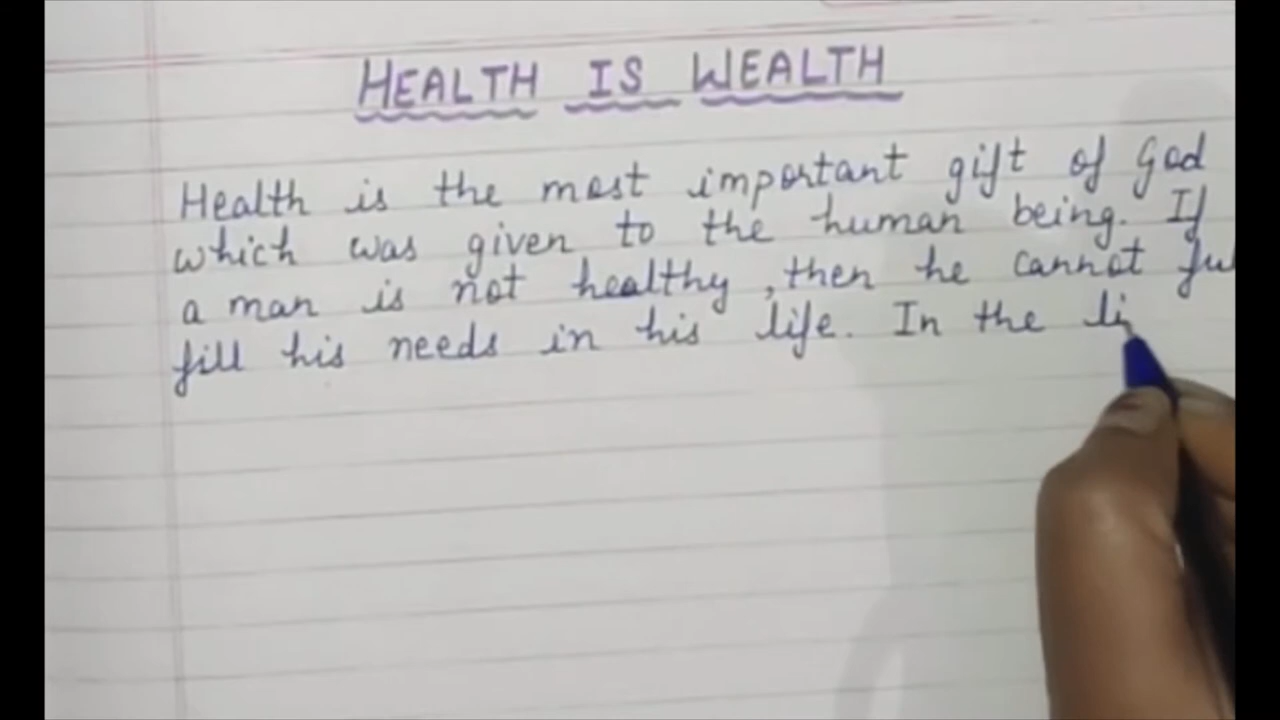 HEALTH IS WEALTH
Health is the most important gift of God
which was given to the human being. If
a man is not healthy, then he cannot ful
fill his needs in his life. In the li